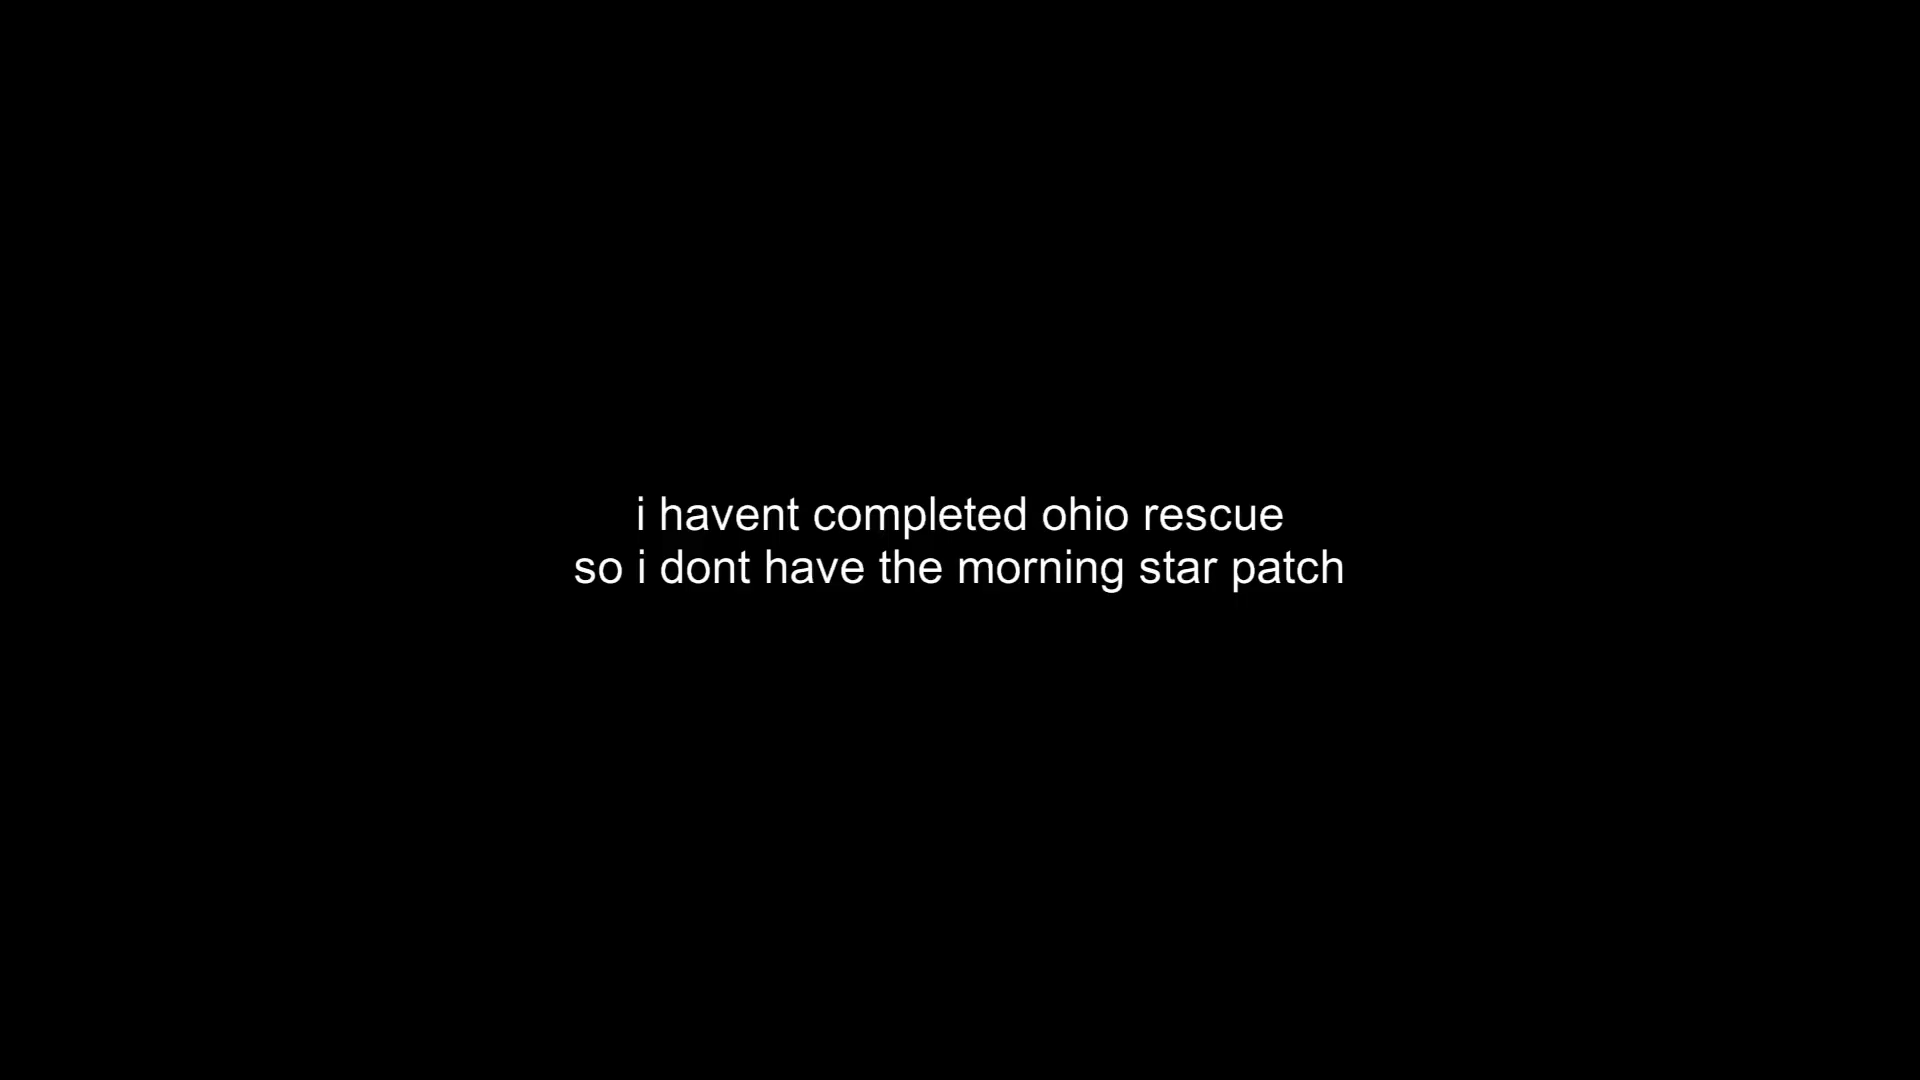 i havent completed ohio rescue
so i dont have the morning star patch